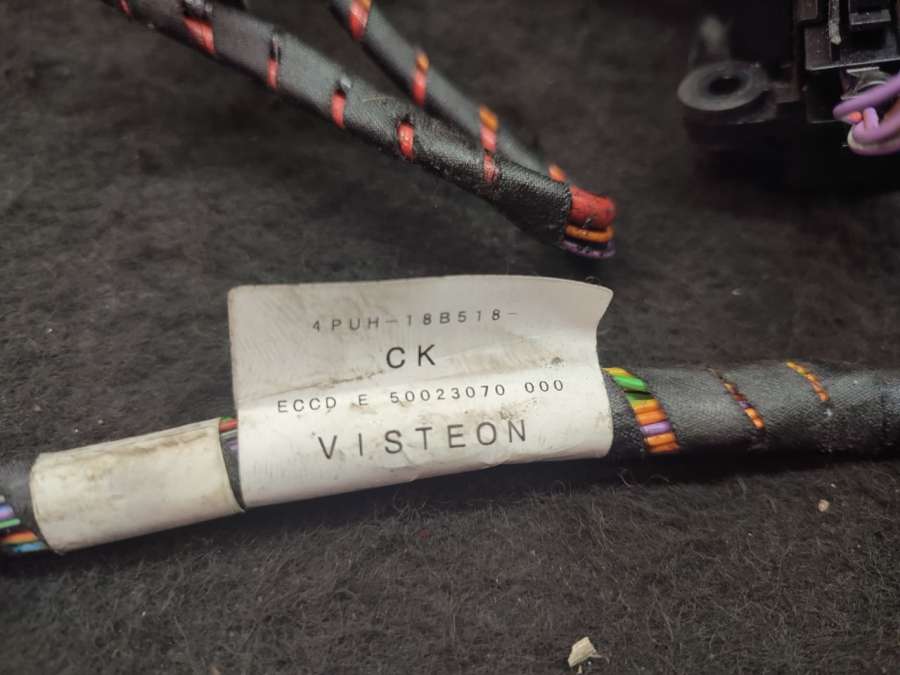 4PUH-18B518-
CK
ECCD E 50023070 000
VISTEON